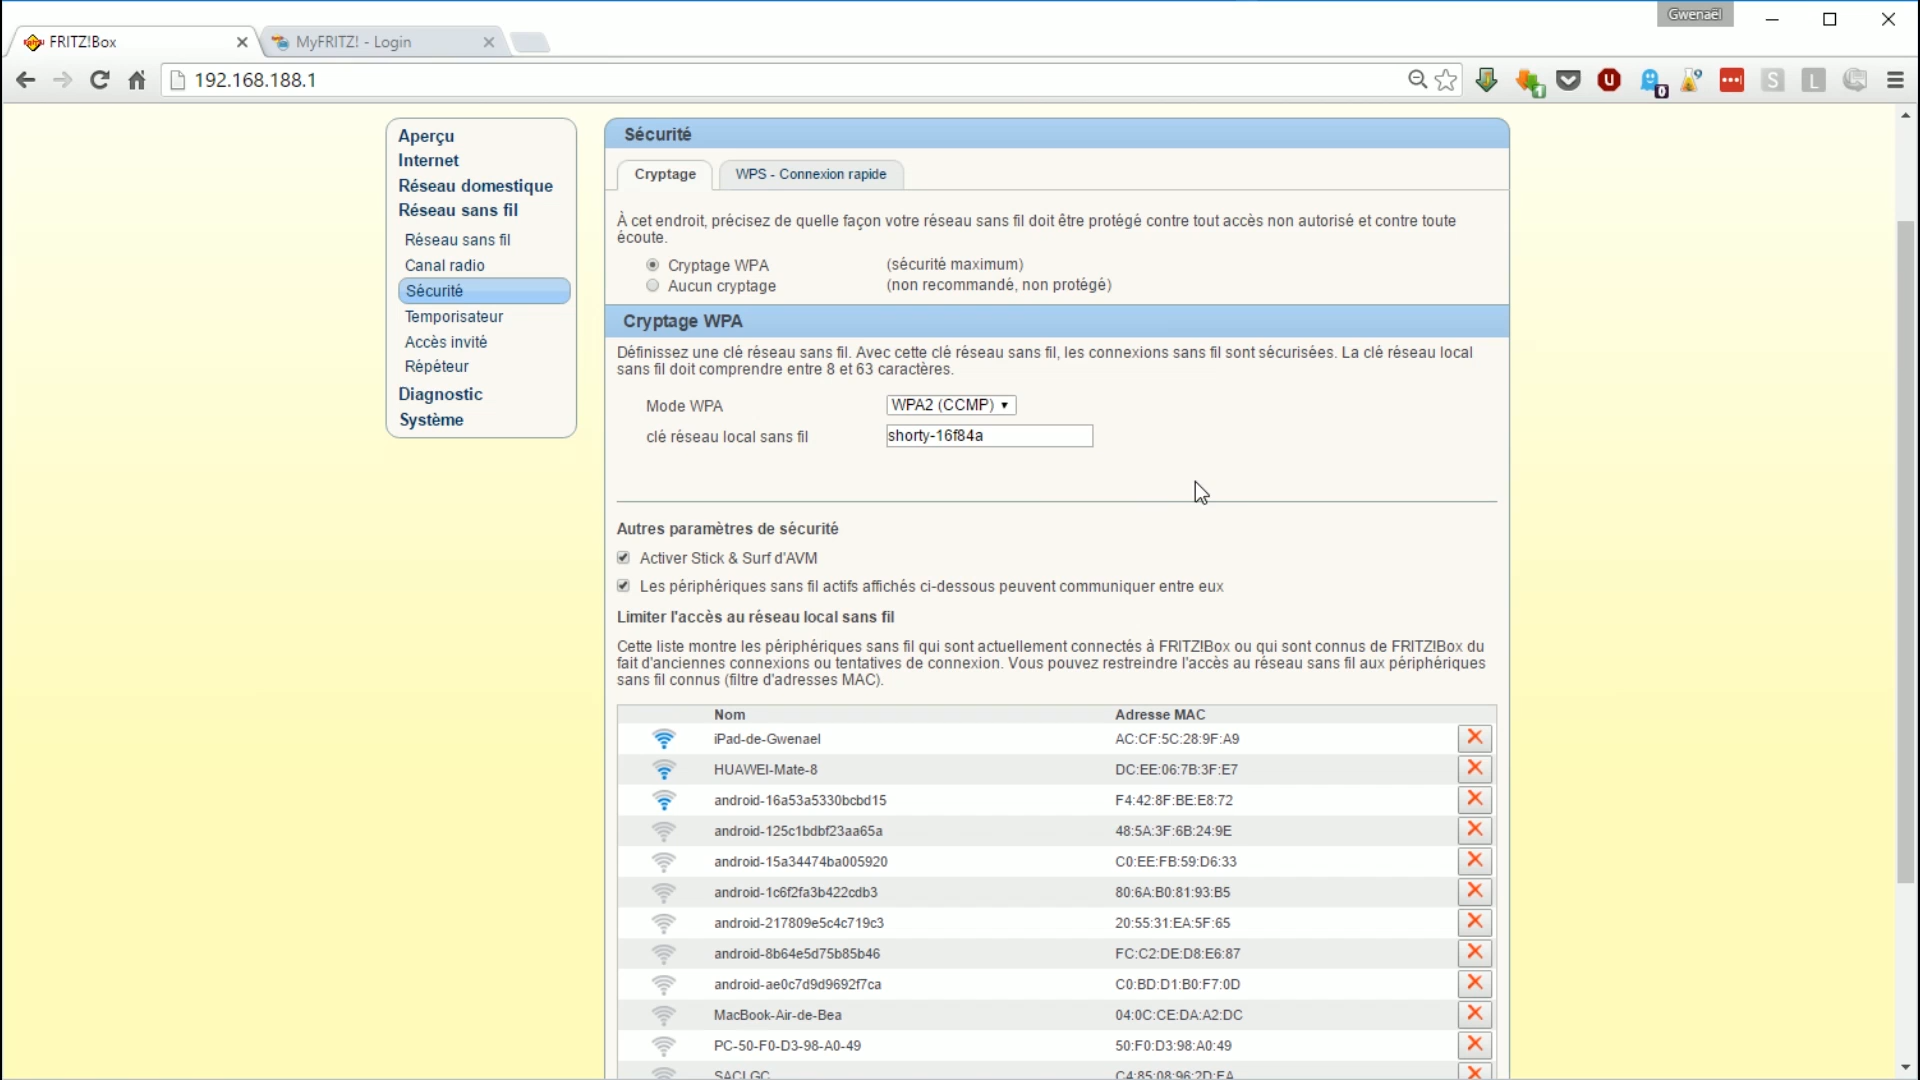 Gwenaël
FRITZ!Box
MyFRITZ! - Login
192.168.188.1
Aperçu
Internet
Réseau domestique
Réseau sans fil
Réseau sans fil
Canal radio
Sécurité
Temporisateur
Accès invité
Répéteur
Diagnostic
Système
Sécurité
Cryptage
WPS - Connexion rapide
À cet endroit, précisez de quelle façon votre réseau sans fil doit être protégé contre tout accès non autorisé et contre toute
écoute.
Cryptage WPA (sécurité maximum)
Aucun cryptage (non recommandé, non protégé)
Cryptage WPA
Définissez une clé réseau sans fil. Avec cette clé réseau sans fil, les connexions sans fil sont sécurisées. La clé réseau local
sans fil doit comprendre entre 8 et 63 caractères.
Mode WPA WPA2 (CCMP)
clé réseau local sans fil shorty-16f84a
Autres paramètres de sécurité
Activer Stick & Surf d'AVM
Les périphériques sans fil actifs affichés ci-dessous peuvent communiquer entre eux
Limiter l'accès au réseau local sans fil
Cette liste montre les périphériques sans fil qui sont actuellement connectés à FRITZ!Box ou qui sont connus de FRITZ!Box du
fait d'anciennes connexions ou tentatives de connexion. Vous pouvez restreindre l'accès au réseau sans fil aux périphériques
sans fil connus (filtre d'adresses MAC).
Nom Adresse MAC
iPad-de-Gwenael AC:CF:5C:28:9F:A9
HUAWEI-Mate-8 DC:EE:06:7B:3F:E7
android-16a53a5330bcbd15 F4:42:8F:BE:E8:72
android-125c1bdbf23aa65a 48:5A:3F:6B:24:9E
android-15a34474ba005920 C0:EE:FB:59:D6:33
android-1c6f2fa3b422cdb3 80:6A:B0:81:93:B5
android-217809e5c4c719c3 20:55:31:EA:5F:65
android-8b64e5d75b85b46 FC:C2:DE:D8:E6:87
android-ae0c7d9d9692f7ca C0:BD:D1:B0:F7:0D
MacBook-Air-de-Bea 04:0C:CE:DA:A2:DC
PC-50-F0-D3-98-A0-49 50:F0:D3:98:A0:49
SACLGC C4:85:08:96:2D:EA